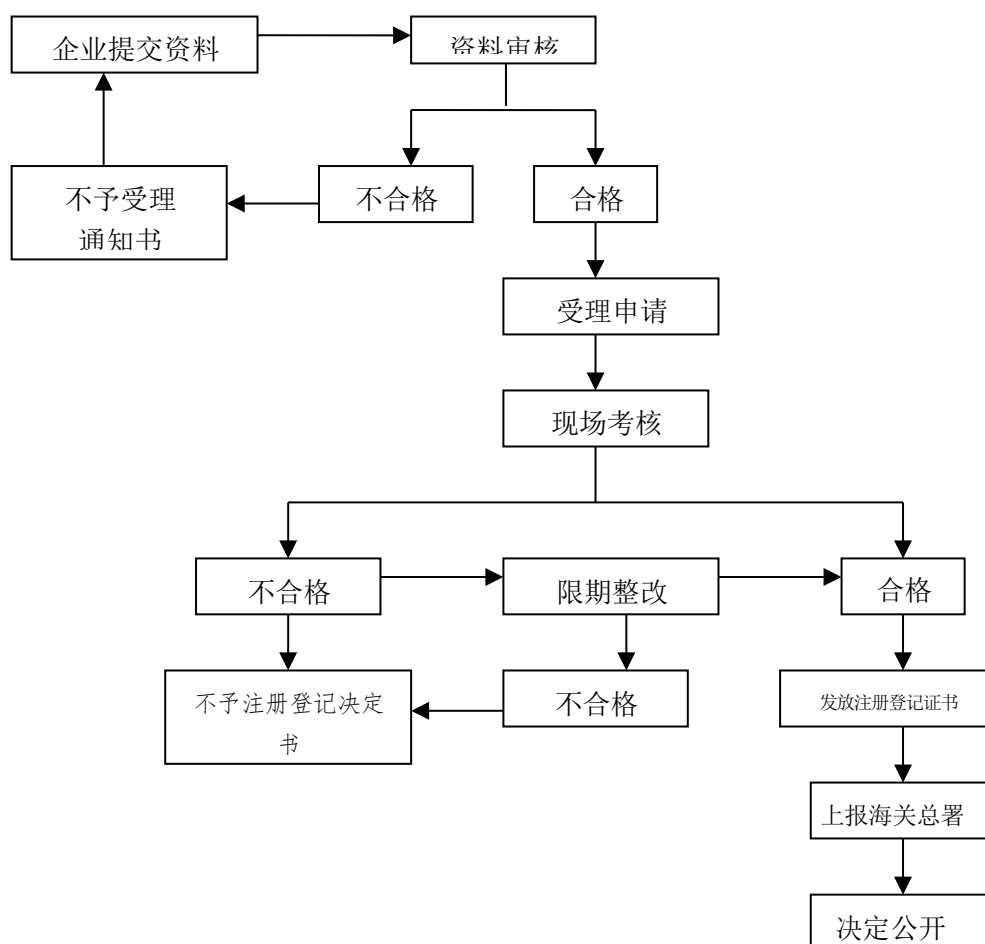 企业提交资料
资料审核
不予受理
通知书
不合格
合格
受理申请
现场考核
不合格
限期整改
合格
不予注册登记决定
书
不合格
发放注册登记证书
上报海关总署
决定公开